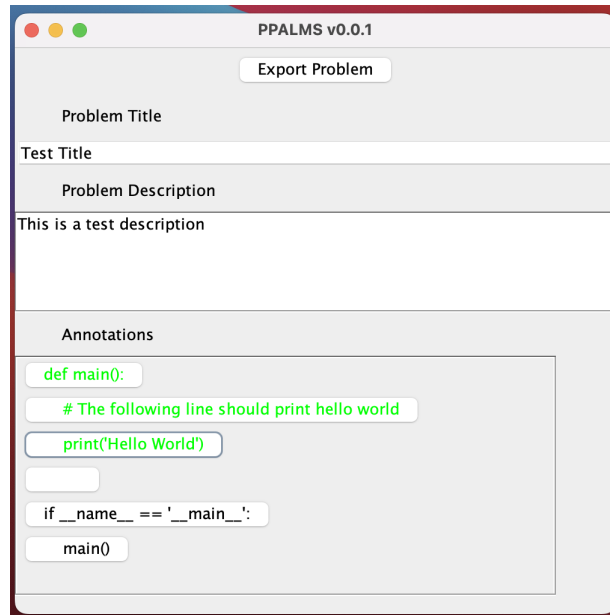 PPALMS v0.0.1
Export Problem
Problem Title
Test Title
Problem Description
This is a test description
Annotations
def main():
# The following line should print hello world
print('Hello World')
if __name__ == '__main__':
main()